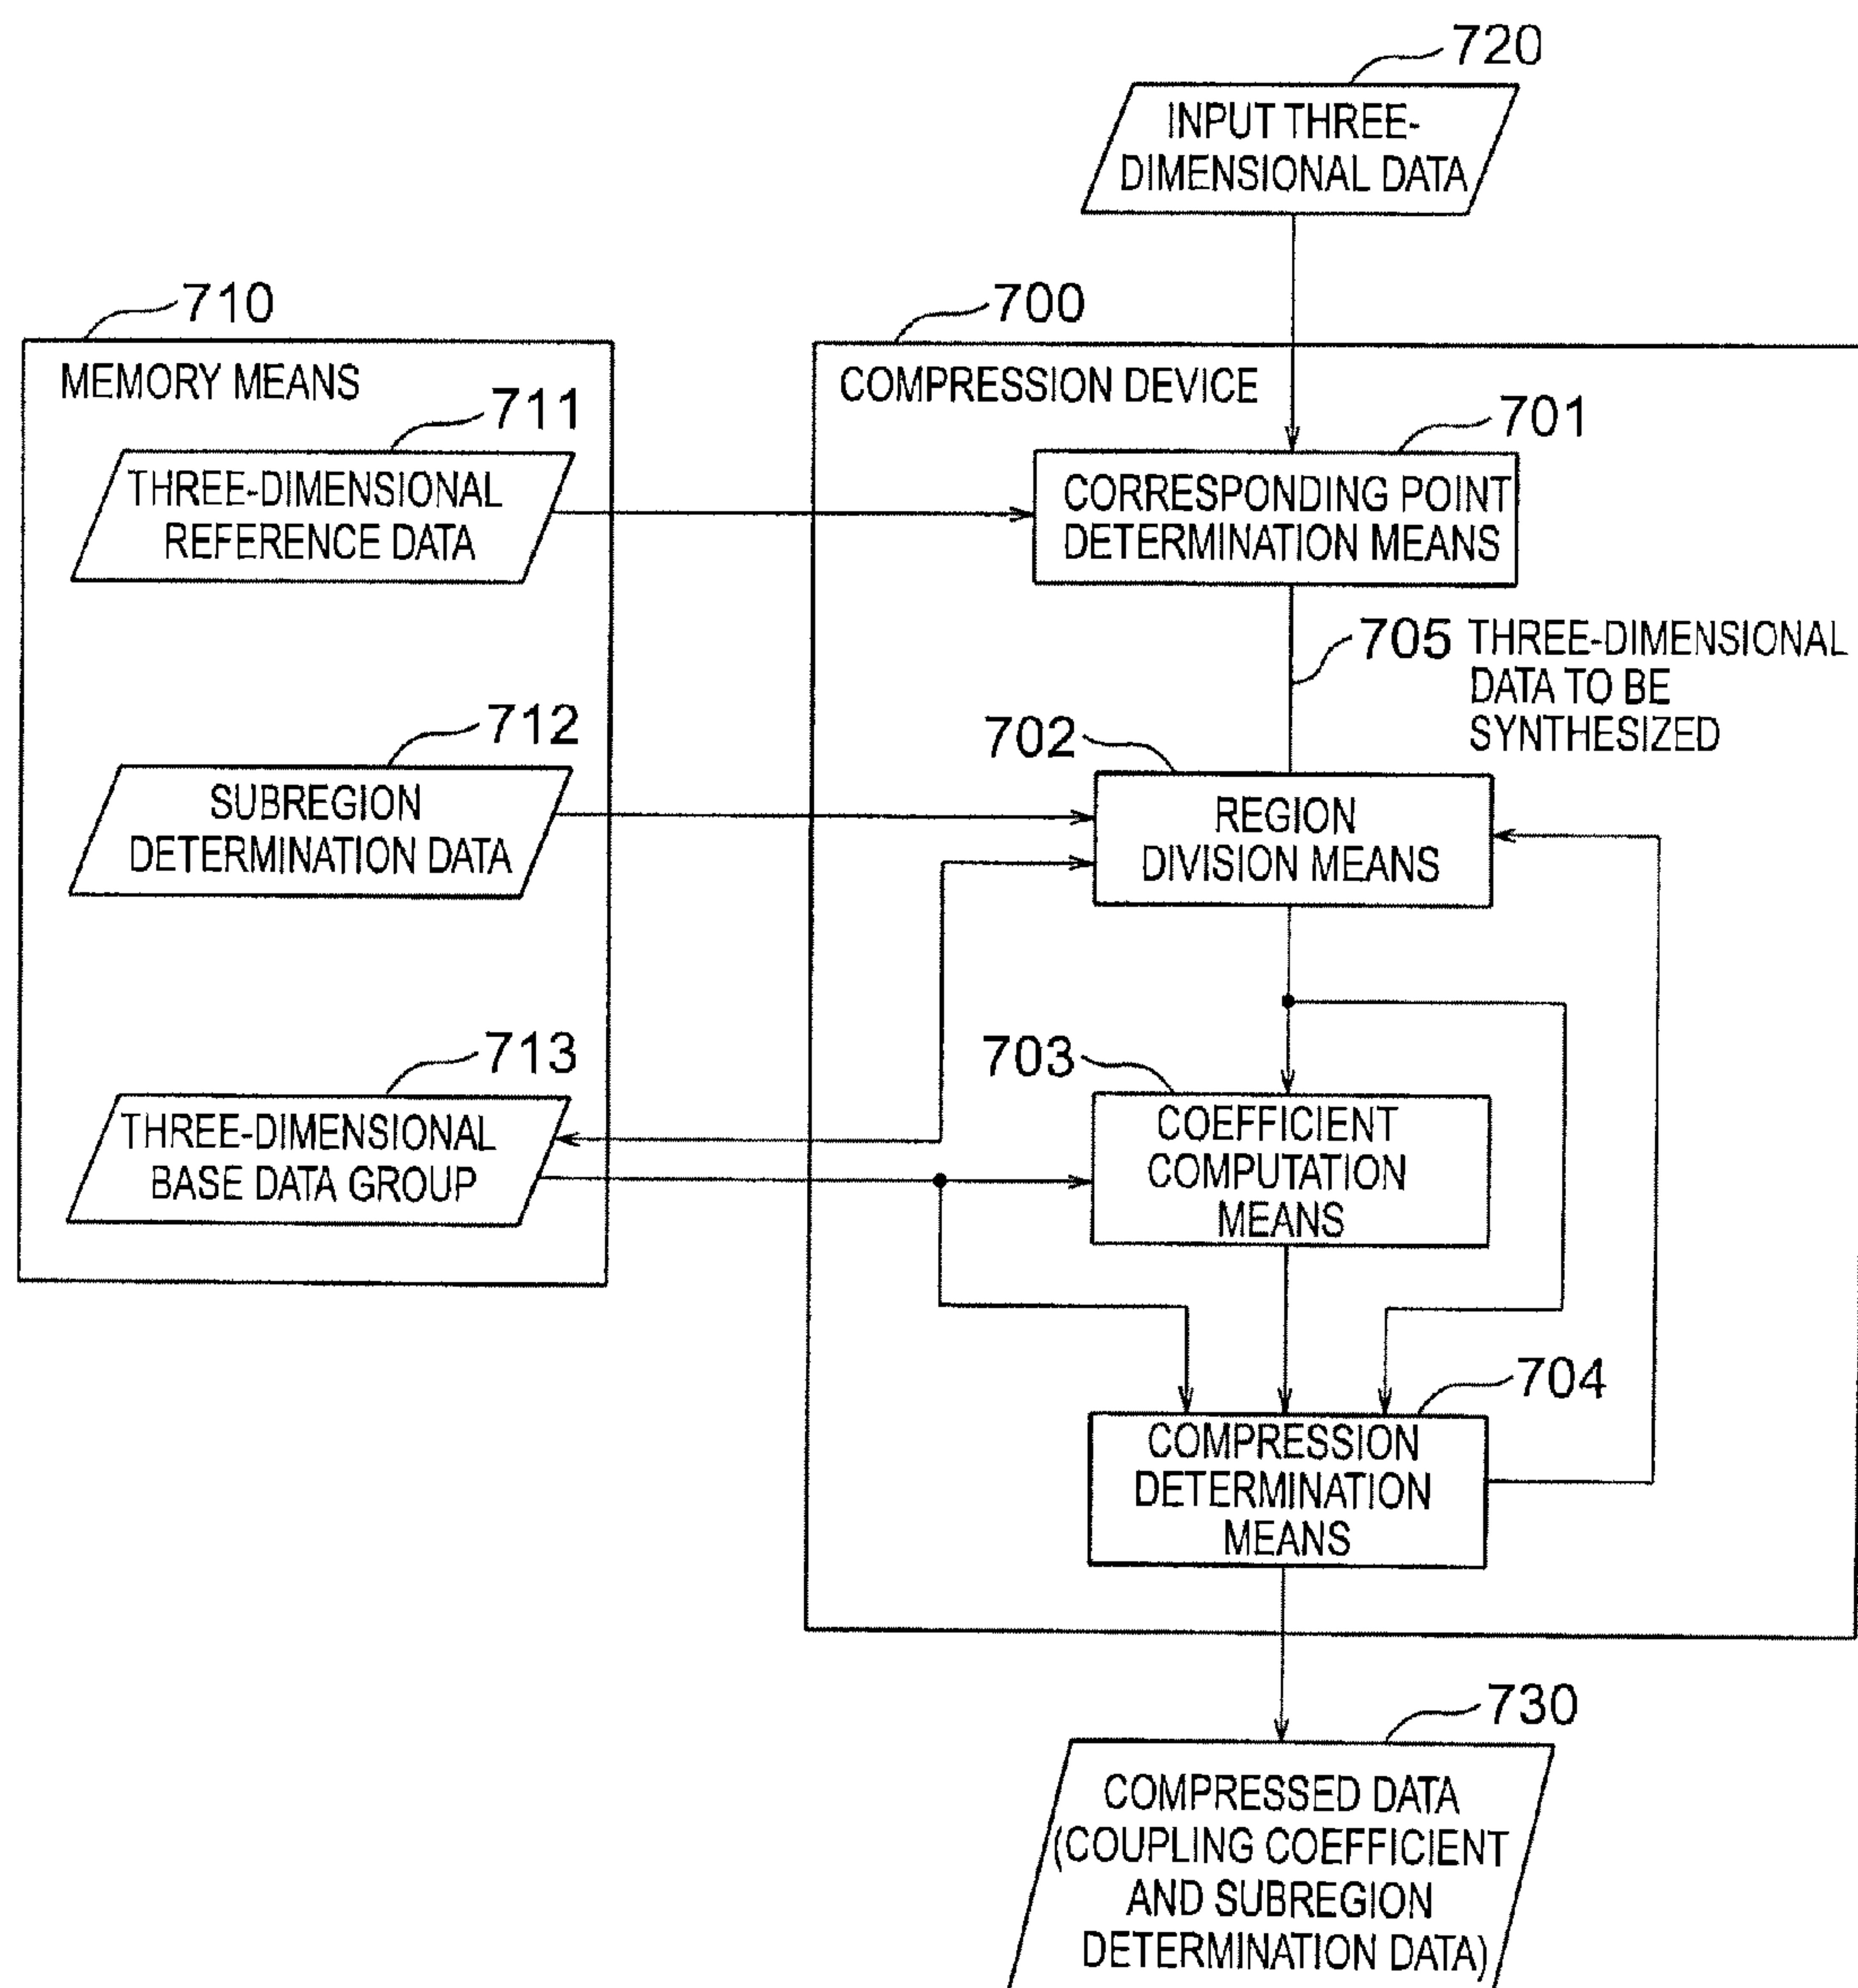 720
INPUT THREE-
DIMENSIONAL DATA
710
MEMORY MEANS
711
THREE-DIMENSIONAL
REFERENCE DATA
712
SUBREGION
DETERMINATION DATA
713
THREE-DIMENSIONAL
BASE DATA GROUP
700
COMPRESSION DEVICE
701
CORRESPONDING POINT
DETERMINATION MEANS
705 THREE-DIMENSIONAL
DATA TO BE
SYNTHESIZED
702
REGION
DIVISION MEANS
703
COEFFICIENT
COMPUTATION
MEANS
704
COMPRESSION
DETERMINATION
MEANS
730
COMPRESSED DATA
(COUPLING COEFFICIENT
AND SUBREGION
DETERMINATION DATA)